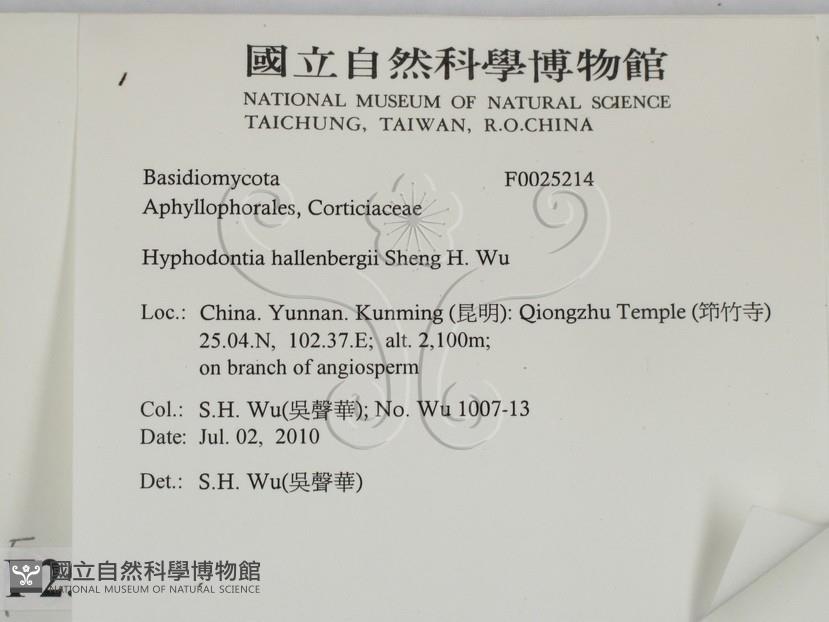 國立自然科學博物館
NATIONAL MUSEUM OF NATURAL SCIENCE
TAICHUNG, TAIWAN, R.O.CHINA
Basidiomycota F0025214
Aphyllophorales, Corticiaceae
Hyphodontia hallenbergii Sheng H. Wu
Loc.: China. Yunnan. Kunming (昆明): Qiongzhu Temple (筇竹寺)
25.04.N, 102.37.E; alt. 2,100m;
on branch of angiosperm
Col.: S.H. Wu(吳聲華); No. Wu 1007-13
Date: Jul. 02, 2010
Det.: S.H. Wu(吳聲華)
國立自然科學博物館
NATIONAL MUSEUM OF NATURAL SCIENCE